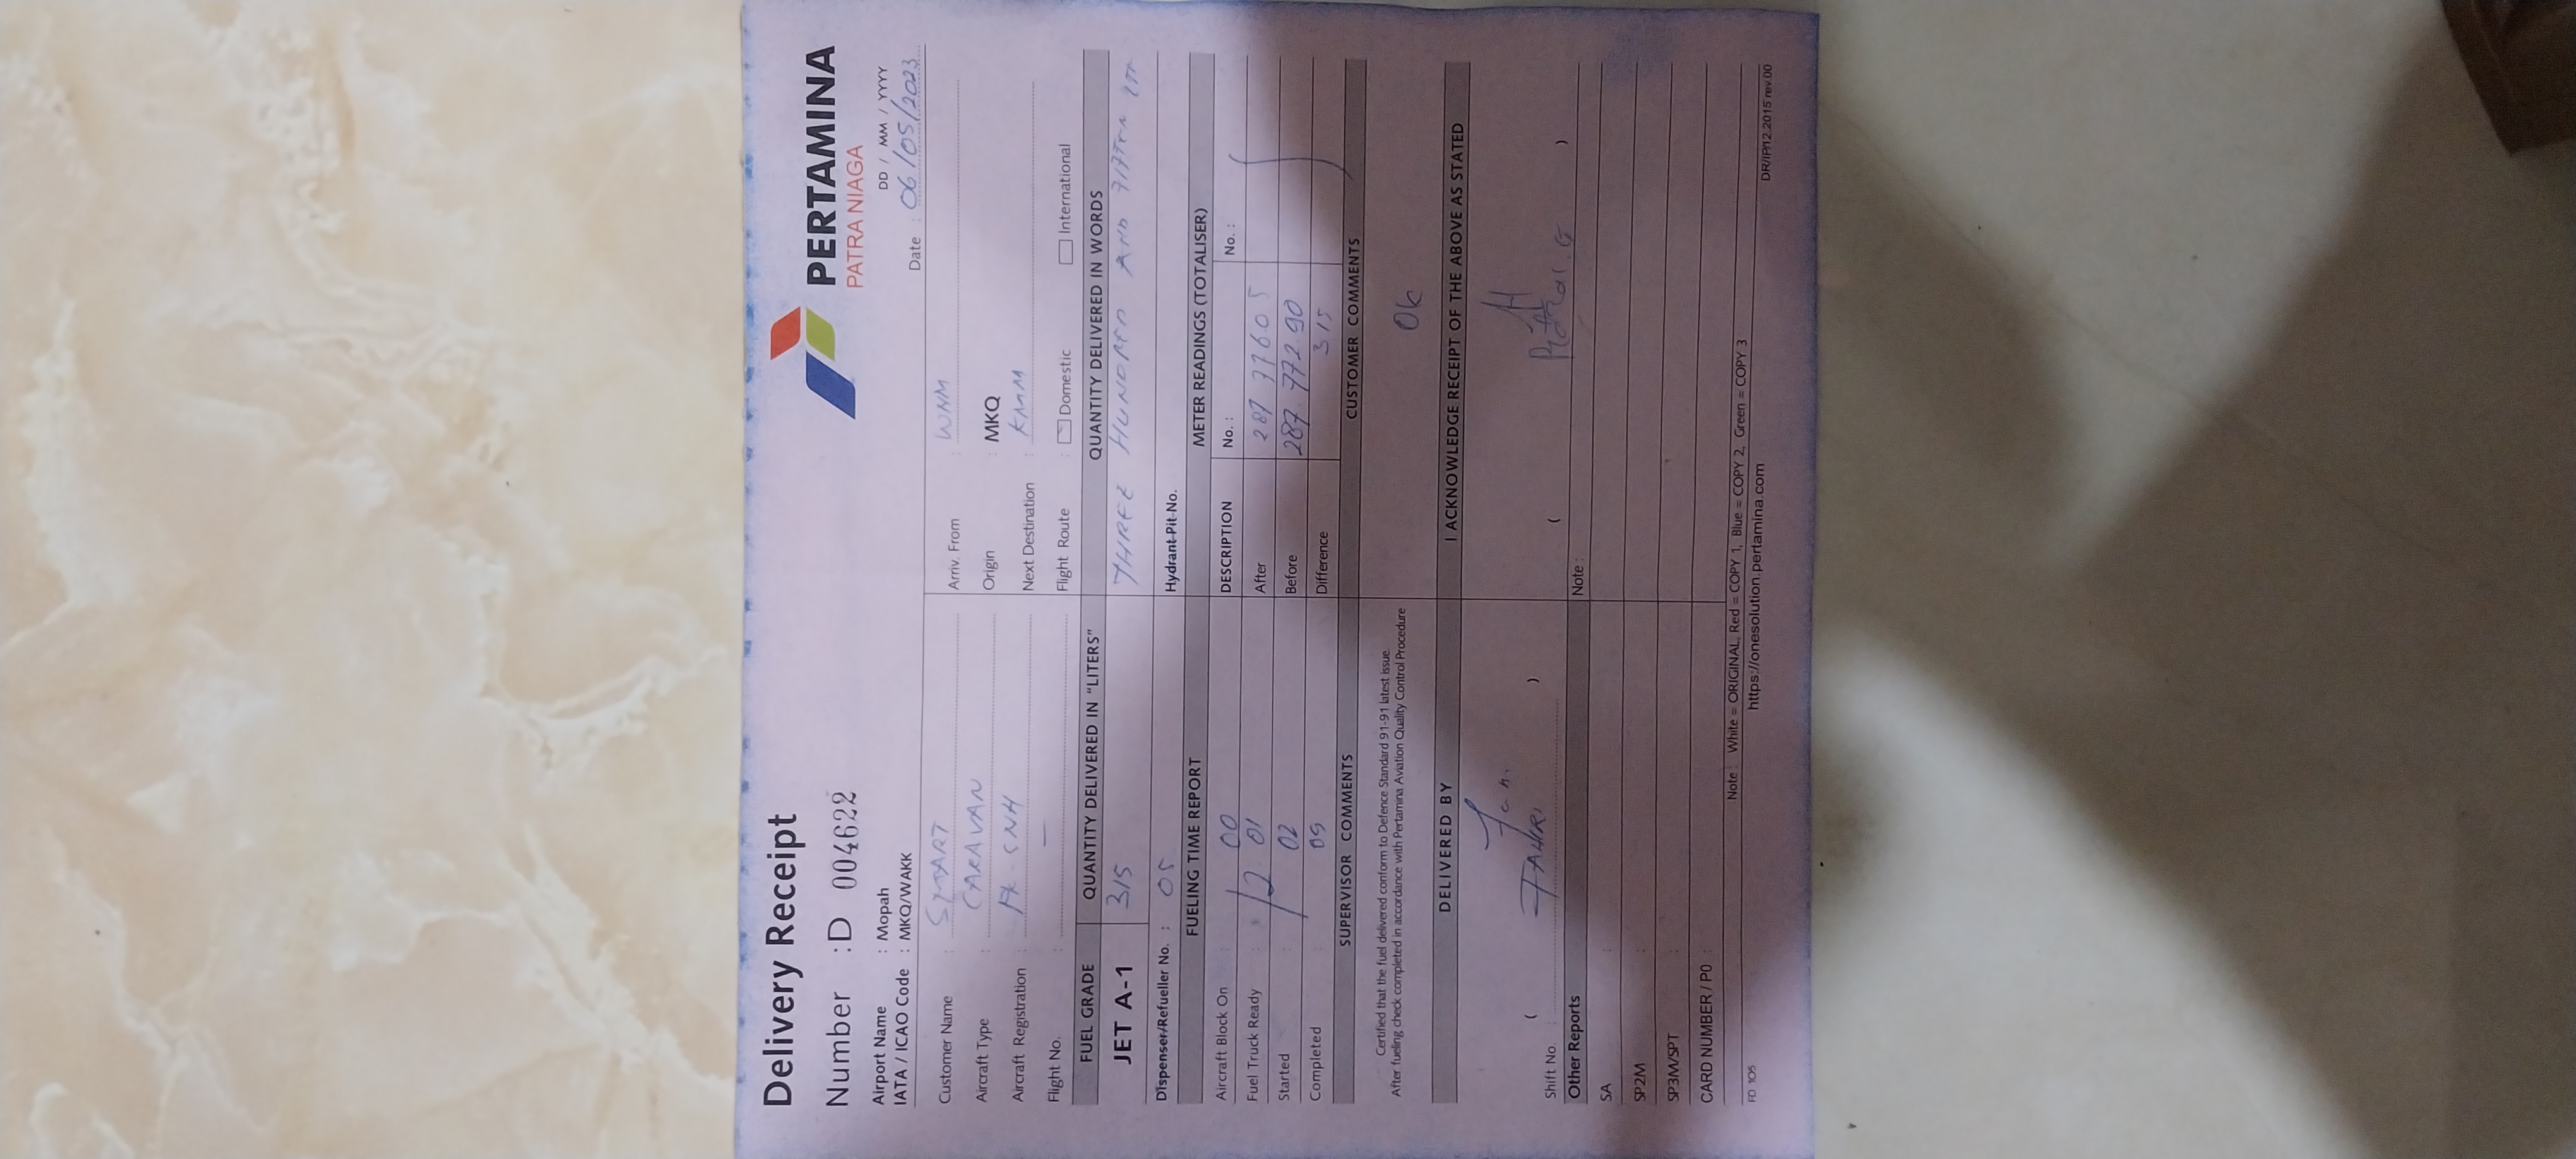 Delivery Receipt
PERTAMINA
PATRA NIAGA
Number : D 004622
DD / MM / YYYY
Airport Name : Mopah
IATA / ICAO Code : MKQ/WAKK
Date : 06/05/2023
Customer Name : SMART
Arriv. From : WNM
Aircraft Type : CARAVAN
Origin : MKQ
Aircraft Registration : PK-SNH
Next Destination : KMM
Flight No. : —
Flight Route : Domestic International
FUEL GRADE QUANTITY DELIVERED IN "LITERS" QUANTITY DELIVERED IN WORDS
JET A-1 315 THREE HUNDRED AND FIFTEEN LTR
Dispenser/Refueller No. : 05 Hydrant Pit No.
FUELING TIME REPORT METER READINGS (TOTALISER)
Aircraft Block On : 00 DESCRIPTION No. : No. :
Fuel Truck Ready : 12 01 After 287 77605
Started : 02 Before 287.772.90
Completed : 09 Difference 315
SUPERVISOR COMMENTS CUSTOMER COMMENTS
Certified that the fuel delivered conform to Defence Standard 91-91 latest issue.
After fueling check completed in accordance with Pertamina Aviation Quality Control Procedure
Ok
DELIVERED BY I ACKNOWLEDGE RECEIPT OF THE ABOVE AS STATED
FAHRI
Shift No. : ( ) ( )
Other Reports Note :
SA :
SP2M :
SP3M/SPT :
CARD NUMBER / PO :
Note : White = ORIGINAL, Red = COPY 1, Blue = COPY 2, Green = COPY 3
FD 105 https://onesolution.pertamina.com DR/IP/12.2015 rev.00